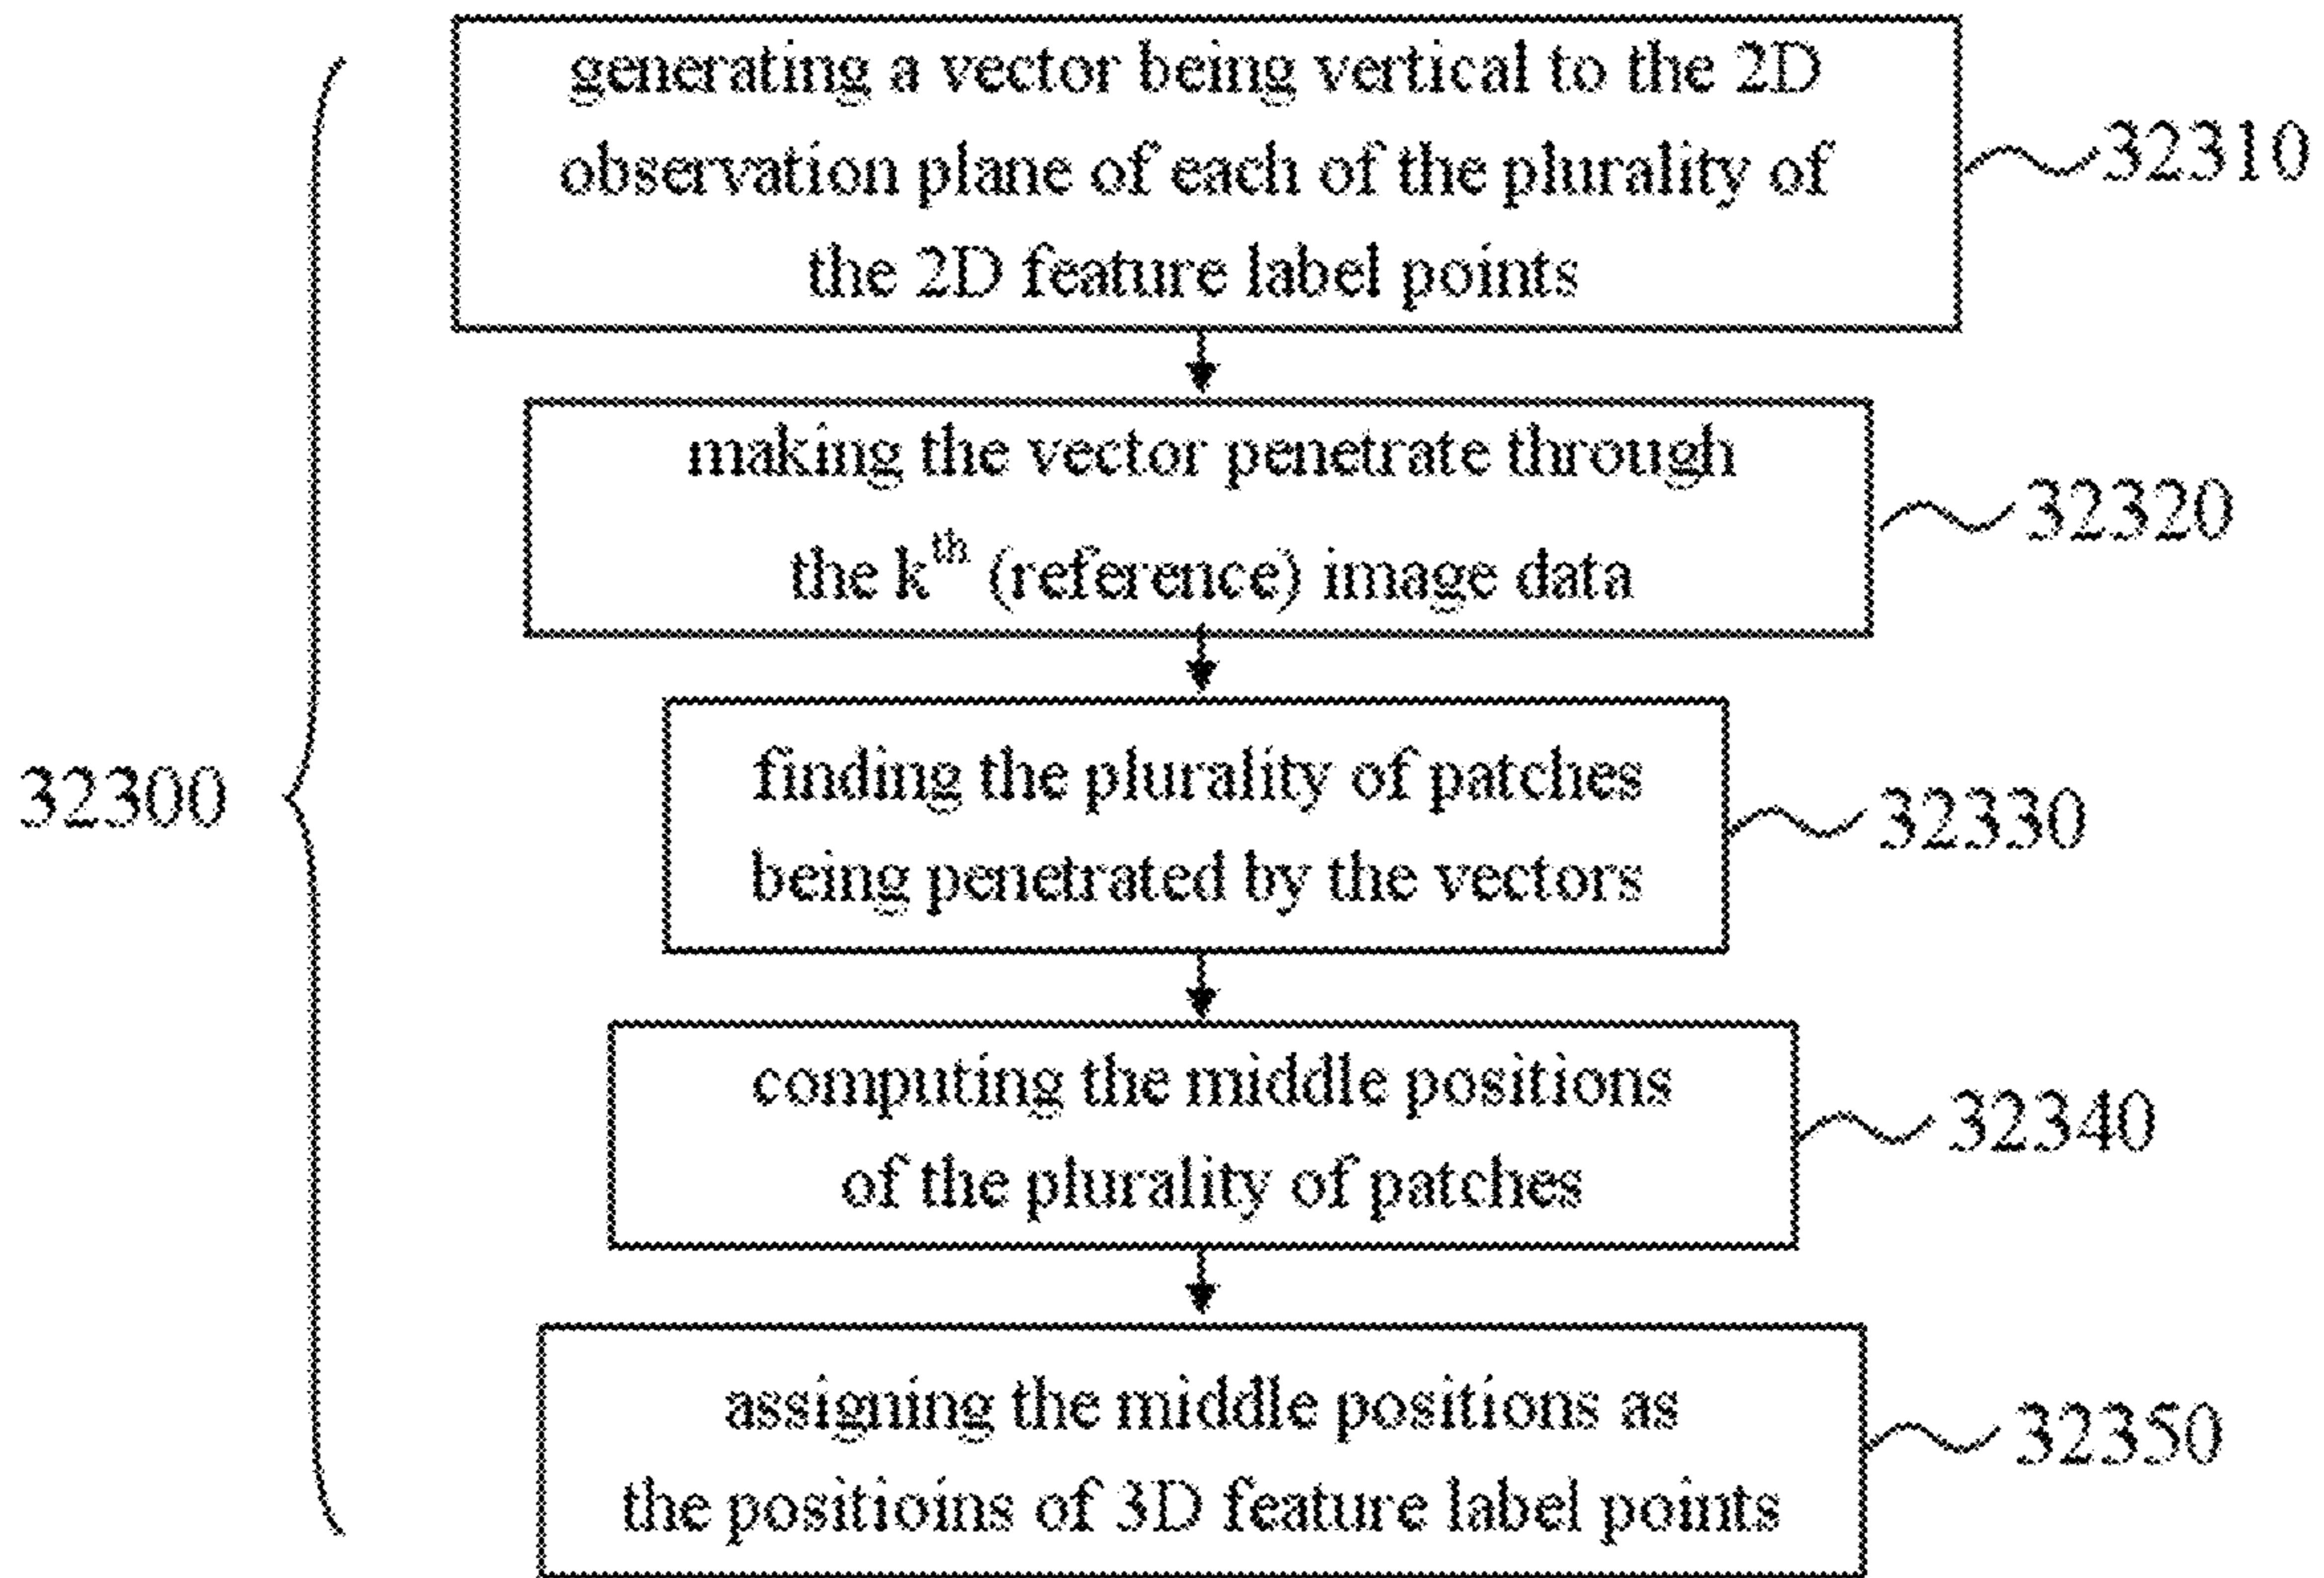 generating a vector being vertical to the 2D
observation plane of each of the plurality of
the 2D feature label points
32310
making the vector penetrate through
the kth (reference) image data
32320
32300
finding the plurality of patches
being penetrated by the vectors
32330
computing the middle positions
of the plurality of patches
32340
assigning the middle positions as
the positioins of 3D feature label points
32350